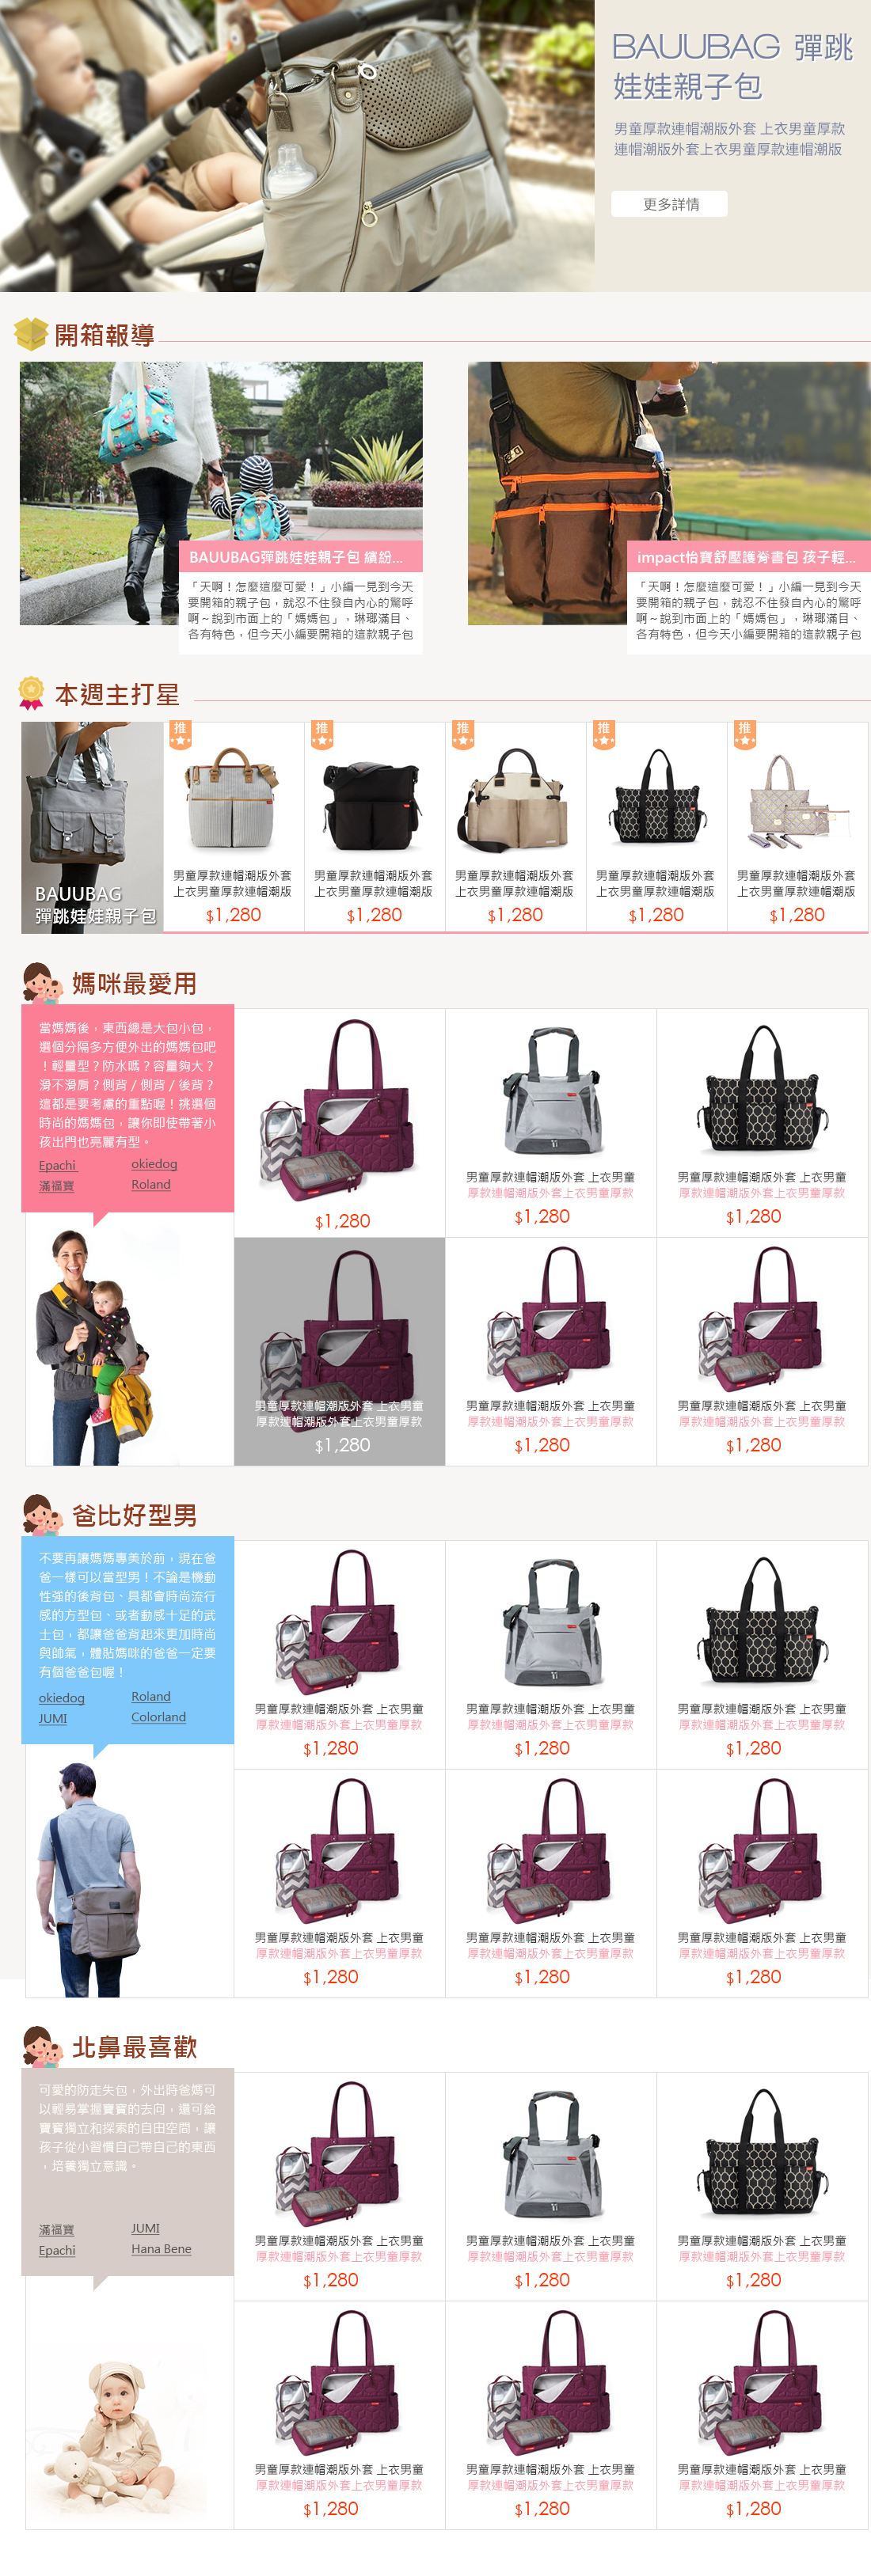 BAUUBAG 彈跳
娃娃親子包
男童厚款連帽潮版外套 上衣男童厚款
連帽潮版外套上衣男童厚款連帽潮版
更多詳情
開箱報導
BAUUBAG彈跳娃娃親子包 繽紛...
「天啊！怎麼這麼可愛！」小編一見到今天
要開箱的親子包，就忍不住發自內心的驚呼
啊～說到市面上的「媽媽包」，琳瑯滿目、
各有特色，但今天小編要開箱的這款親子包
impact怡寶舒壓護脊書包 孩子輕...
「天啊！怎麼這麼可愛！」小編一見到今天
要開箱的親子包，就忍不住發自內心的驚呼
啊～說到市面上的「媽媽包」，琳瑯滿目、
各有特色，但今天小編要開箱的這款親子包
本週主打星
BAUUBAG
彈跳娃娃親子包
推
男童厚款連帽潮版外套
上衣男童厚款連帽潮版
$1,280
推
男童厚款連帽潮版外套
上衣男童厚款連帽潮版
$1,280
推
男童厚款連帽潮版外套
上衣男童厚款連帽潮版
$1,280
推
男童厚款連帽潮版外套
上衣男童厚款連帽潮版
$1,280
推
男童厚款連帽潮版外套
上衣男童厚款連帽潮版
$1,280
媽咪最愛用
當媽媽後，東西總是大包小包，
選個分隔多方便外出的媽媽包吧
！輕量型？防水嗎？容量夠大？
滑不滑肩？側背／側背／後背？
這都是要考慮的重點喔！挑選個
時尚的媽媽包，讓你即使帶著小
孩出門也亮麗有型。
Epachi
okiedog
滿福寶
Roland
$1,280
男童厚款連帽潮版外套 上衣男童
厚款連帽潮版外套上衣男童厚款
$1,280
男童厚款連帽潮版外套 上衣男童
厚款連帽潮版外套上衣男童厚款
$1,280
男童厚款連帽潮版外套 上衣男童
厚款連帽潮版外套上衣男童厚款
$1,280
男童厚款連帽潮版外套 上衣男童
厚款連帽潮版外套上衣男童厚款
$1,280
男童厚款連帽潮版外套 上衣男童
厚款連帽潮版外套上衣男童厚款
$1,280
爸比好型男
不要再讓媽媽專美於前，現在爸
爸一樣可以當型男！不論是機動
性強的後背包、具都會時尚流行
感的方型包、或者動感十足的武
士包，都讓爸爸背起來更加時尚
與帥氣，體貼媽咪的爸爸一定要
有個爸爸包喔！
okiedog
Roland
JUMI
Colorland
男童厚款連帽潮版外套 上衣男童
厚款連帽潮版外套上衣男童厚款
$1,280
男童厚款連帽潮版外套 上衣男童
厚款連帽潮版外套上衣男童厚款
$1,280
男童厚款連帽潮版外套 上衣男童
厚款連帽潮版外套上衣男童厚款
$1,280
男童厚款連帽潮版外套 上衣男童
厚款連帽潮版外套上衣男童厚款
$1,280
男童厚款連帽潮版外套 上衣男童
厚款連帽潮版外套上衣男童厚款
$1,280
男童厚款連帽潮版外套 上衣男童
厚款連帽潮版外套上衣男童厚款
$1,280
北鼻最喜歡
可愛的防走失包，外出時爸媽可
以輕易掌握寶寶的去向，還可給
寶寶獨立和探索的自由空間，讓
孩子從小習慣自己帶自己的東西
，培養獨立意識。
滿福寶
JUMI
Epachi
Hana Bene
男童厚款連帽潮版外套 上衣男童
厚款連帽潮版外套上衣男童厚款
$1,280
男童厚款連帽潮版外套 上衣男童
厚款連帽潮版外套上衣男童厚款
$1,280
男童厚款連帽潮版外套 上衣男童
厚款連帽潮版外套上衣男童厚款
$1,280
男童厚款連帽潮版外套 上衣男童
厚款連帽潮版外套上衣男童厚款
$1,280
男童厚款連帽潮版外套 上衣男童
厚款連帽潮版外套上衣男童厚款
$1,280
男童厚款連帽潮版外套 上衣男童
厚款連帽潮版外套上衣男童厚款
$1,280